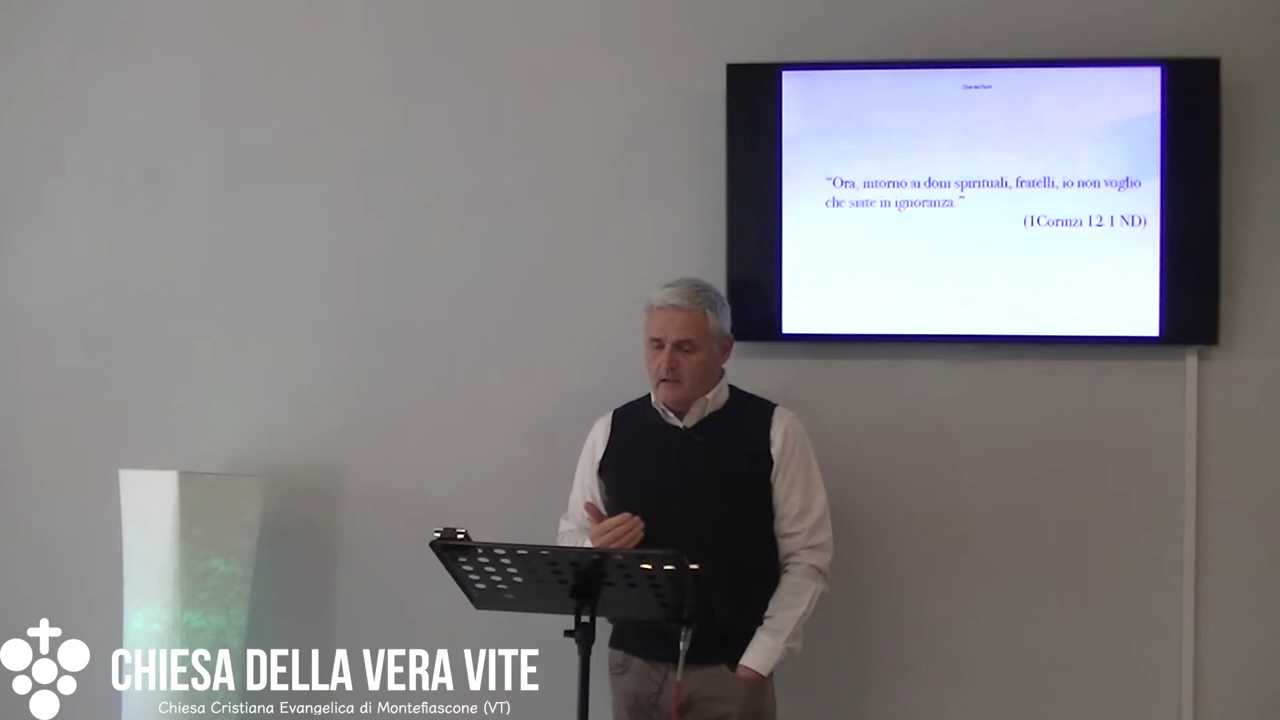 “Ora, intorno ai doni spirituali, fratelli, io non voglio
che siate in ignoranza.”
(1Corinzi 12:1 ND)
CHIESA DELLA VERA VITE
Chiesa Cristiana Evangelica di Montefiascone (VT)